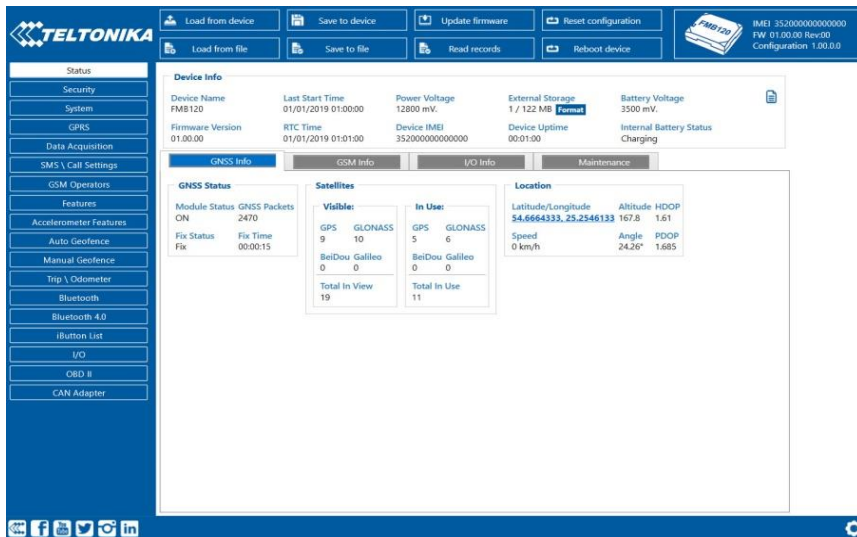 TELTONIKA
Load from device
Save to device
Update firmware
Reset configuration
Load from file
Save to file
Read records
Reboot device
FMB120
IMEI 352000000000000
FW 01.00.00 Rev:00
Configuration 1.00.0.0
Status
Security
System
GPRS
Data Acquisition
SMS \ Call Settings
GSM Operators
Features
Accelerometer Features
Auto Geofence
Manual Geofence
Trip \ Odometer
Bluetooth
Bluetooth 4.0
iButton List
I/O
OBD II
CAN Adapter
Device Info
Device Name Last Start Time Power Voltage External Storage Battery Voltage
FMB120 01/01/2019 01:00:00 12800 mV. 1 / 122 MB Format 3500 mV.
Firmware Version RTC Time Device IMEI Device Uptime Internal Battery Status
01.00.00 01/01/2019 01:01:00 352000000000000 00:01:00 Charging
GNSS Info GSM Info I/O Info Maintenance
GNSS Status
Module Status GNSS Packets
ON 2470
Fix Status Fix Time
Fix 00:00:15
Satellites
Visible:
GPS GLONASS
9 10
BeiDou Galileo
0 0
Total In View
19
In Use:
GPS GLONASS
5 6
BeiDou Galileo
0 0
Total In Use
11
Location
Latitude/Longitude Altitude HDOP
54.6664333, 25.2546133 167.8 1.61
Speed Angle PDOP
0 km/h 24.26° 1.685